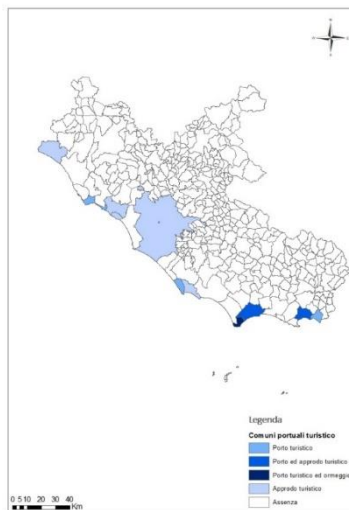 Legenda
Comuni portuali turistico
Porto turistico
Porto ed approdo turistico
Porto turistico ed ormeggio
Approdo turistico
Assenza
0 5 10 20 30 40
Km